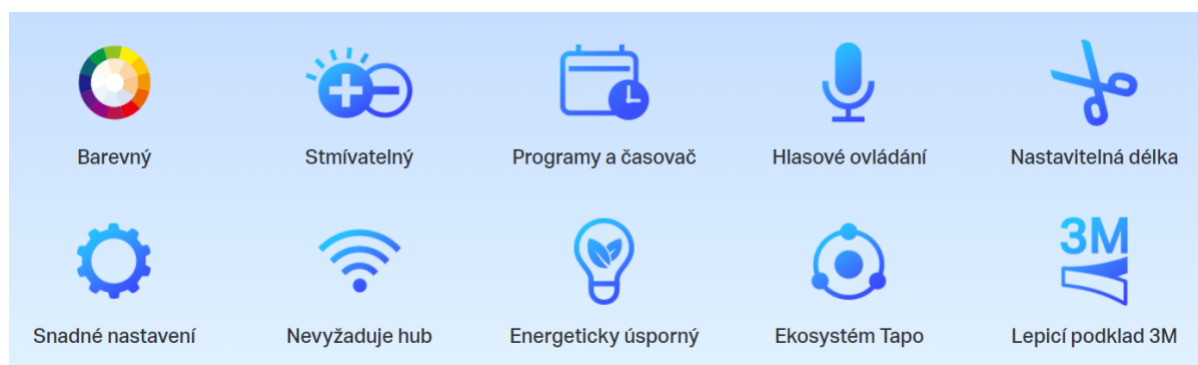 Barevný
Stmívatelný
Programy a časovač
Hlasové ovládání
Nastavitelná délka
3M
Snadné nastavení
Nevyžaduje hub
Energeticky úsporný
Ekosystém Tapo
Lepicí podklad 3M